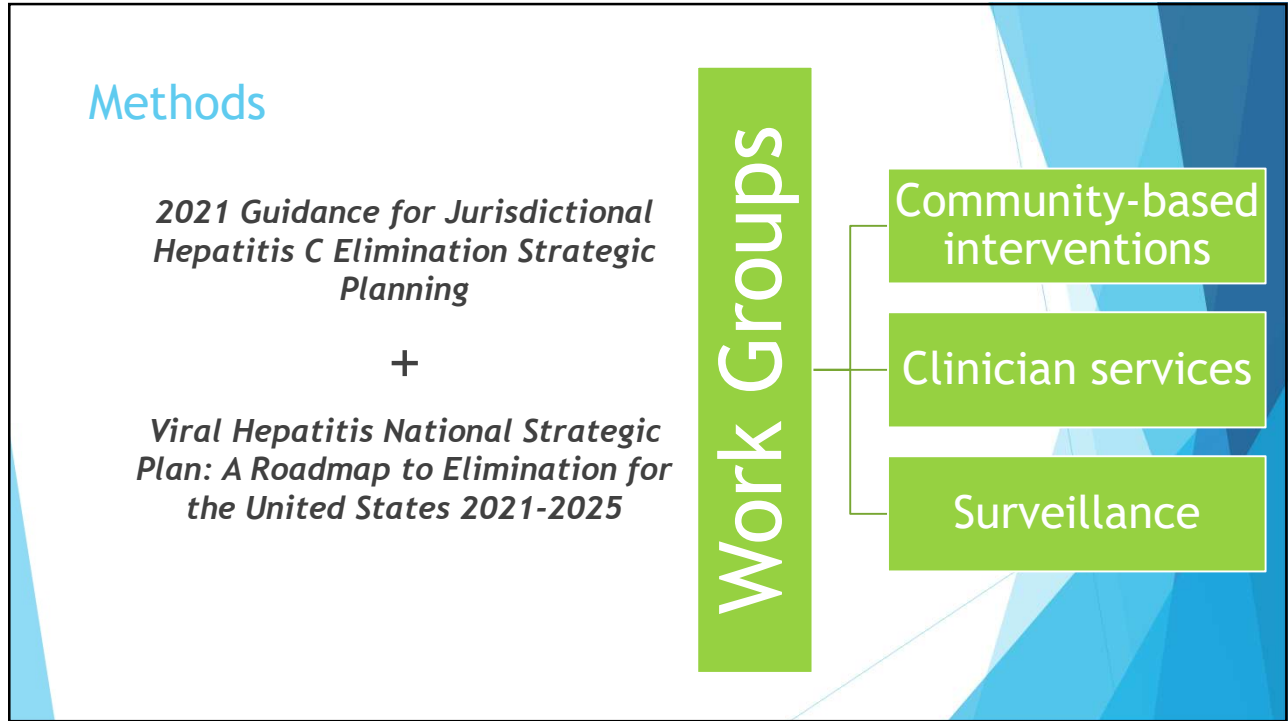 Methods
2021 Guidance for Jurisdictional
Hepatitis C Elimination Strategic
Planning
+
Viral Hepatitis National Strategic
Plan: A Roadmap to Elimination for
the United States 2021-2025
Work Groups
Community-based
interventions
Clinician services
Surveillance